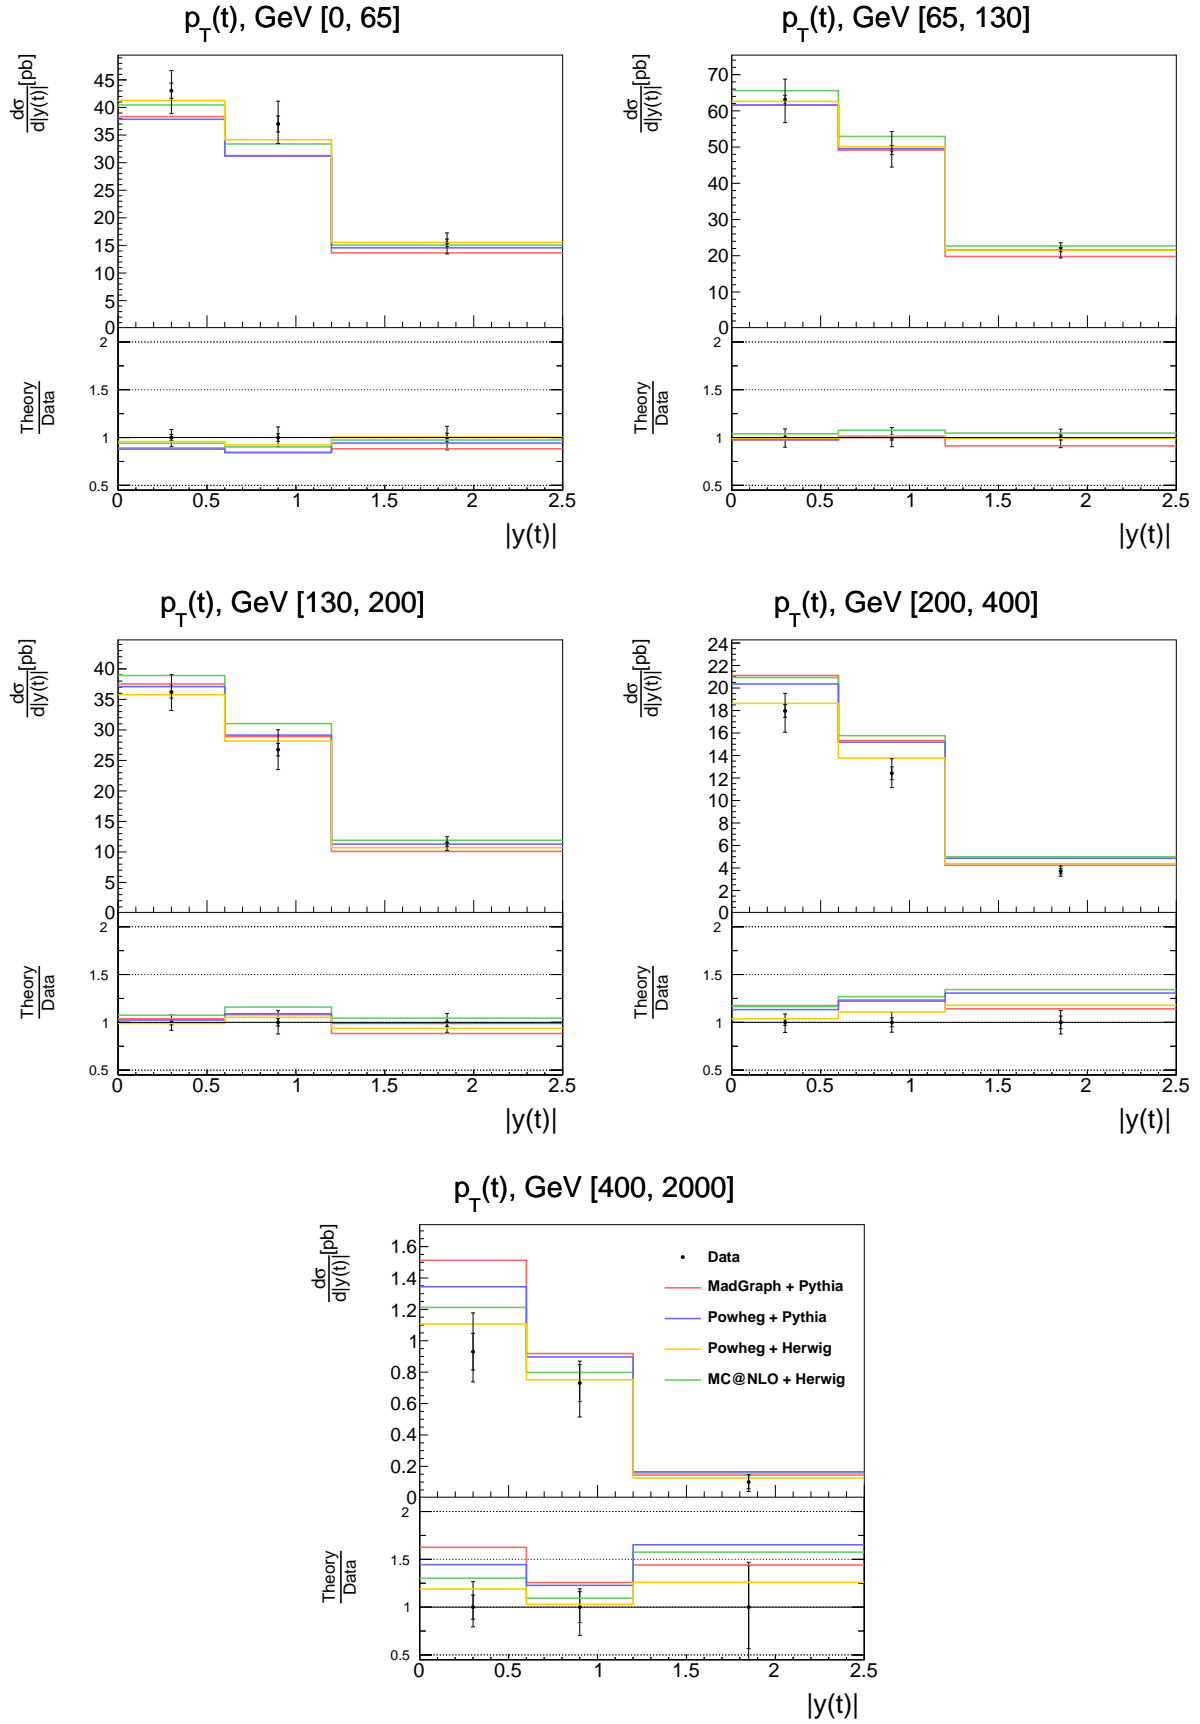 p_T(t), GeV [0, 65]
dσ/d|y(t)| [pb]
45
40
35
30
25
20
15
10
5
0
Theory/Data
2
1.5
1
0.5
0 0.5 1 1.5 2 2.5
|y(t)|
p_T(t), GeV [65, 130]
dσ/d|y(t)| [pb]
70
60
50
40
30
20
10
0
Theory/Data
2
1.5
1
0.5
0 0.5 1 1.5 2 2.5
|y(t)|
p_T(t), GeV [130, 200]
dσ/d|y(t)| [pb]
40
35
30
25
20
15
10
5
0
Theory/Data
2
1.5
1
0.5
0 0.5 1 1.5 2 2.5
|y(t)|
p_T(t), GeV [200, 400]
dσ/d|y(t)| [pb]
24
22
20
18
16
14
12
10
8
6
4
2
0
Theory/Data
2
1.5
1
0.5
0 0.5 1 1.5 2 2.5
|y(t)|
p_T(t), GeV [400, 2000]
dσ/d|y(t)| [pb]
1.6
1.4
1.2
1
0.8
0.6
0.4
0.2
0
Data
MadGraph + Pythia
Powheg + Pythia
Powheg + Herwig
MC@NLO + Herwig
Theory/Data
2
1.5
1
0.5
0 0.5 1 1.5 2 2.5
|y(t)|